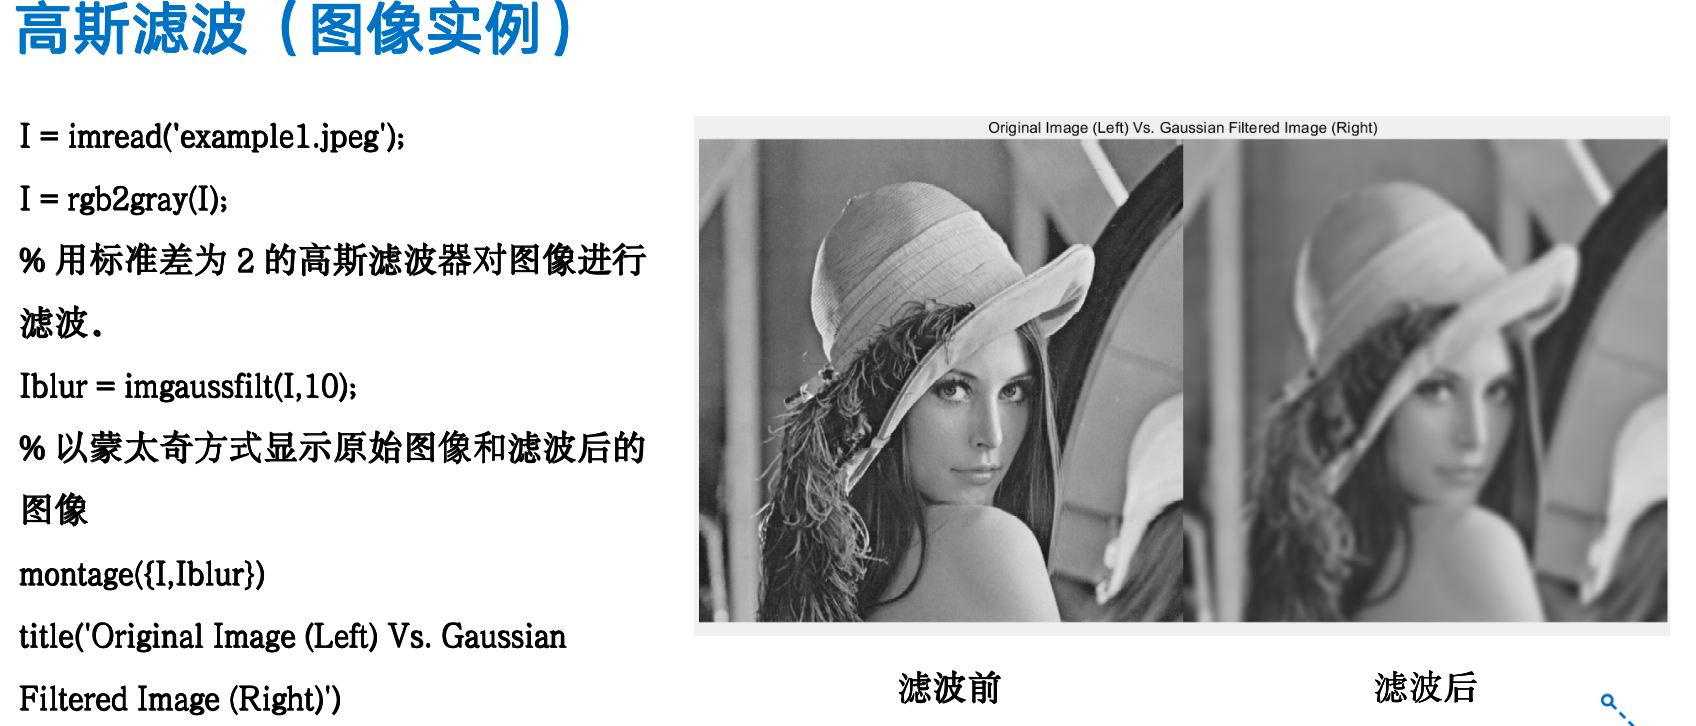 高斯滤波（图像实例）
I = imread('example1.jpeg');
I = rgb2gray(I);
% 用标准差为 2 的高斯滤波器对图像进行
滤波.
Iblur = imgaussfilt(I,10);
% 以蒙太奇方式显示原始图像和滤波后的
图像
montage({I,Iblur})
title('Original Image (Left) Vs. Gaussian
Filtered Image (Right)')
Original Image (Left) Vs. Gaussian Filtered Image (Right)
滤波前
滤波后